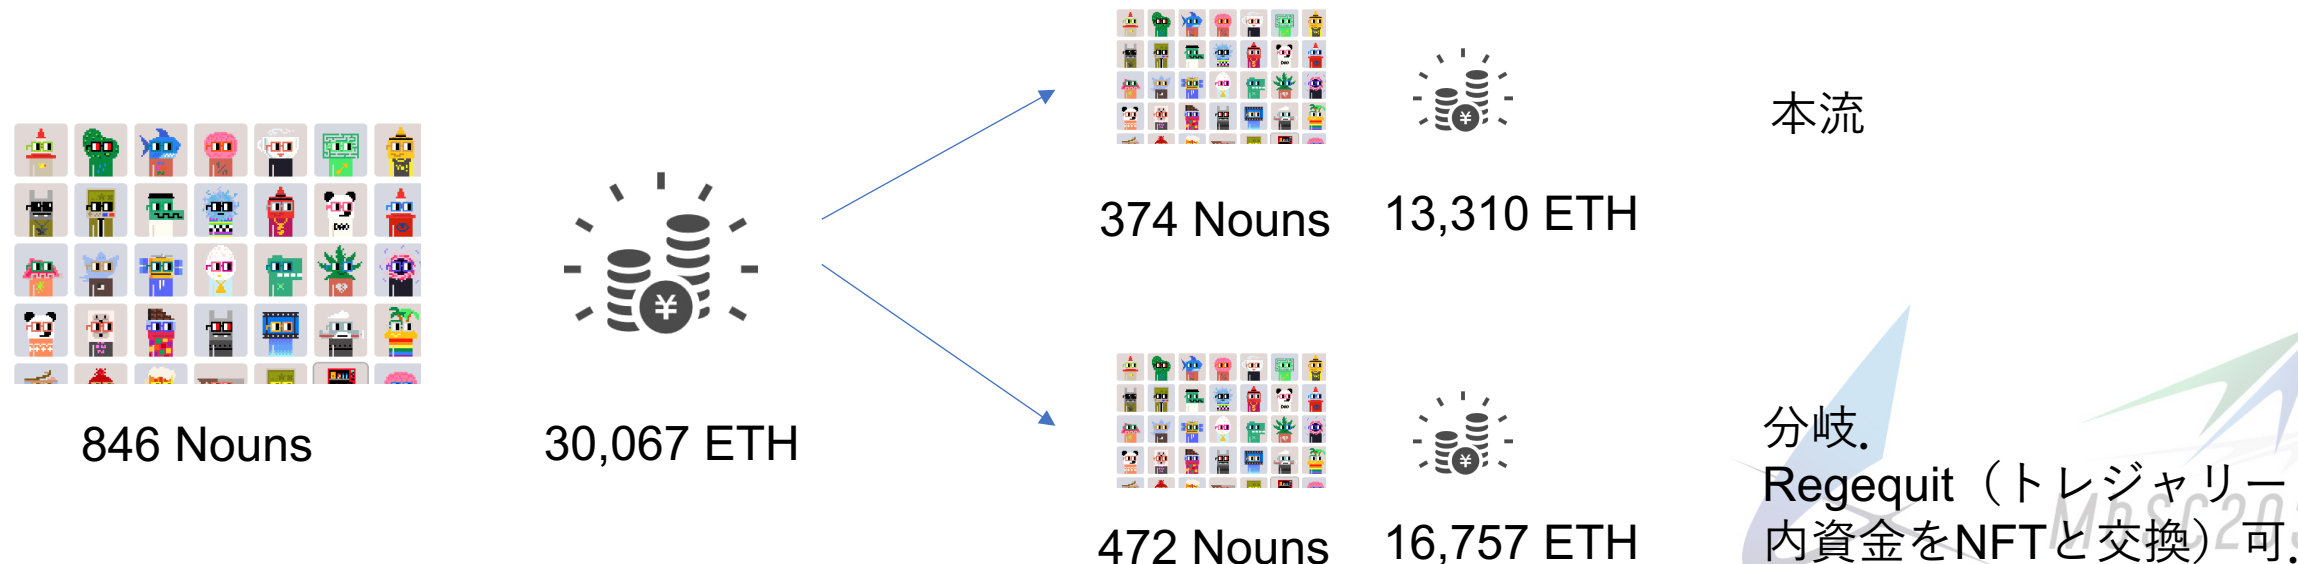 846 Nouns
30,067 ETH
374 Nouns
13,310 ETH
本流
472 Nouns
16,757 ETH
分岐.
Regequit（トレジャリー
内資金をNFTと交換）可.